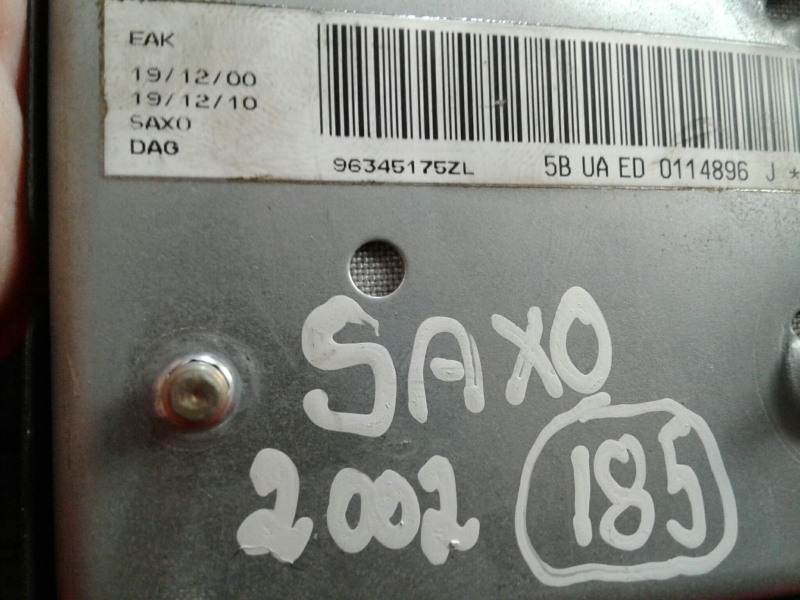 EAK
19/12/00
19/12/10
SAXO
DAG
96345175ZL
5B UA ED 0114896 J *
SAXO
2002
185